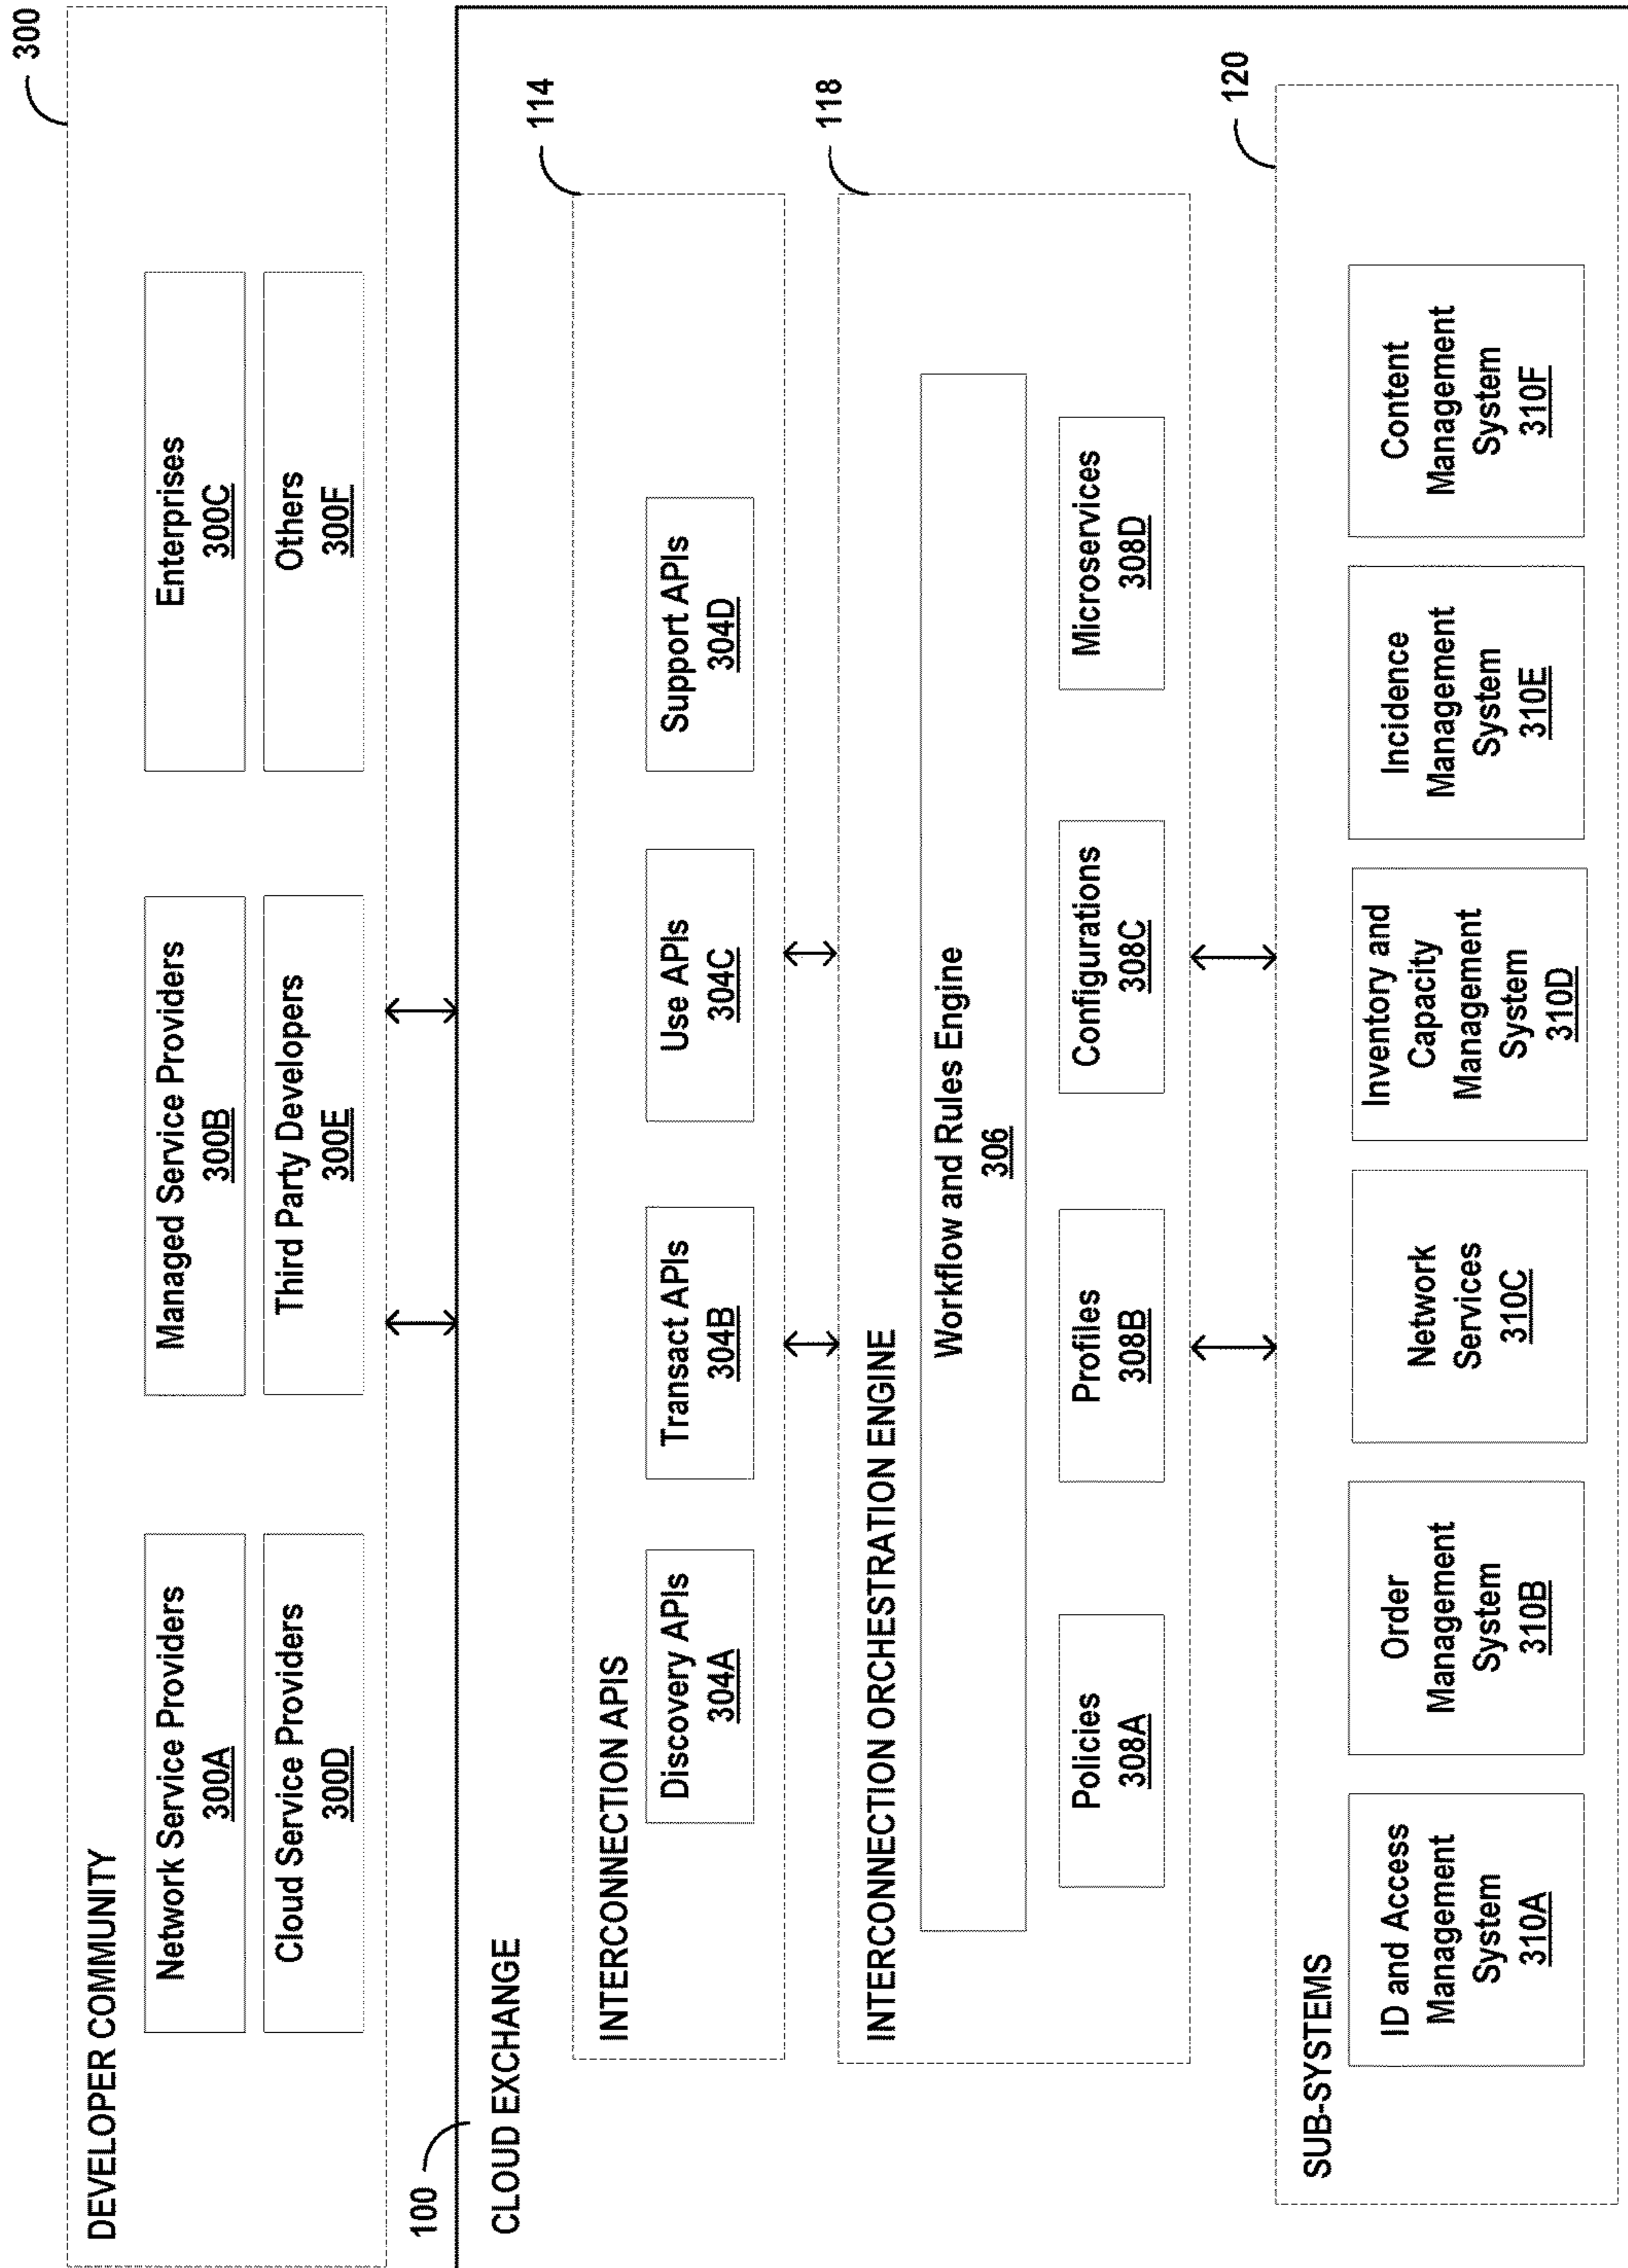 300
DEVELOPER COMMUNITY
Network Service Providers
300A
Managed Service Providers
300B
Enterprises
300C
Cloud Service Providers
300D
Third Party Developers
300E
Others
300F
100
CLOUD EXCHANGE
114
INTERCONNECTION APIS
Discovery APIs
304A
Transact APIs
304B
Use APIs
304C
Support APIs
304D
118
INTERCONNECTION ORCHESTRATION ENGINE
Workflow and Rules Engine
306
Policies
308A
Profiles
308B
Configurations
308C
Microservices
308D
120
SUB-SYSTEMS
ID and Access
Management
System
310A
Order
Management
System
310B
Network
Services
310C
Inventory and
Capacity
Management
System
310D
Incidence
Management
System
310E
Content
Management
System
310F